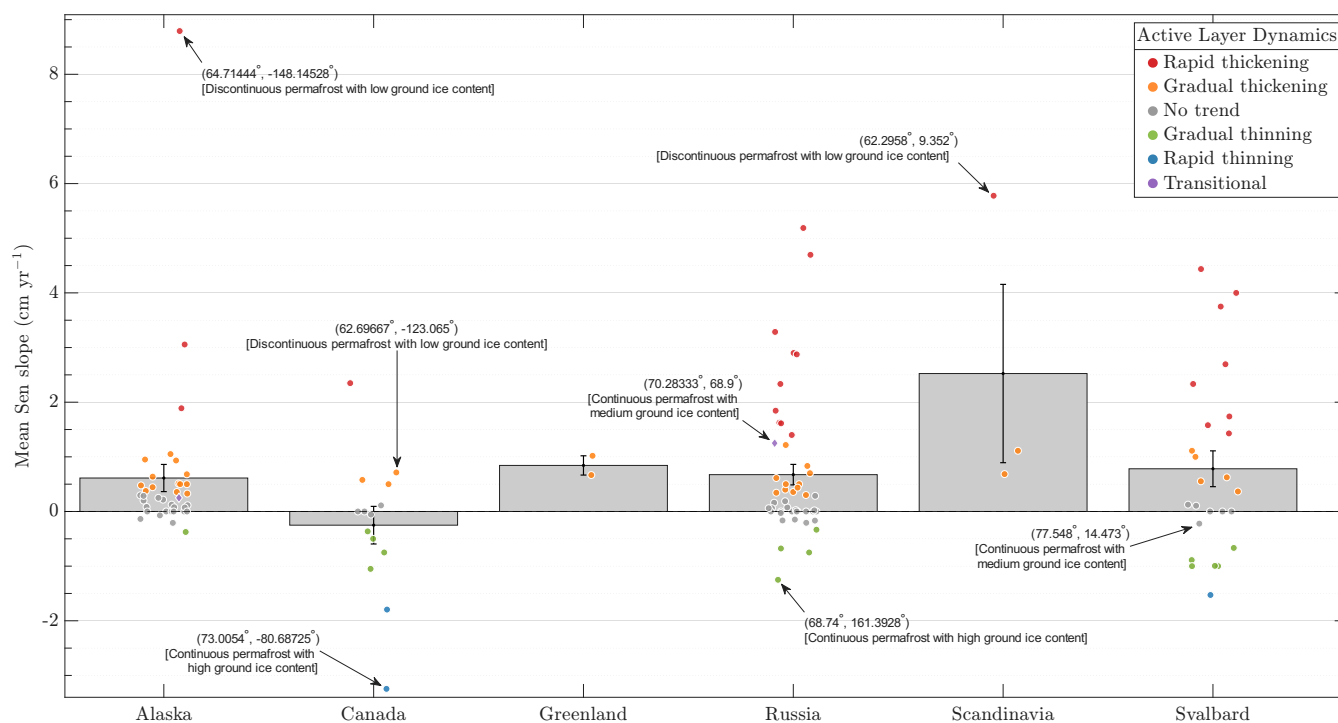 Mean Sen slope (cm yr⁻¹)
8
6
4
2
0
-2
Active Layer Dynamics
Rapid thickening
Gradual thickening
No trend
Gradual thinning
Rapid thinning
Transitional
(64.71444°, -148.14528°)
[Discontinuous permafrost with low ground ice content]
(62.2958°, 9.352°)
[Discontinuous permafrost with low ground ice content]
(62.69667°, -123.065°)
[Discontinuous permafrost with low ground ice content]
(70.28333°, 68.9°)
[Continuous permafrost with
medium ground ice content]
(77.548°, 14.473°)
[Continuous permafrost with
medium ground ice content]
(68.74°, 161.3928°)
[Continuous permafrost with high ground ice content]
(73.0054°, -80.68725°)
[Continuous permafrost with
high ground ice content]
Alaska
Canada
Greenland
Russia
Scandinavia
Svalbard